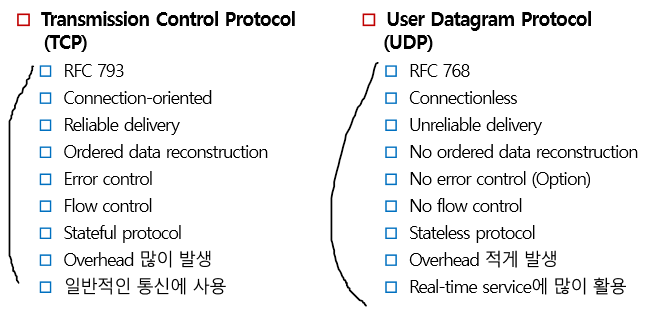 Transmission Control Protocol
(TCP)
RFC 793
Connection-oriented
Reliable delivery
Ordered data reconstruction
Error control
Flow control
Stateful protocol
Overhead 많이 발생
일반적인 통신에 사용
User Datagram Protocol
(UDP)
RFC 768
Connectionless
Unreliable delivery
No ordered data reconstruction
No error control (Option)
No flow control
Stateless protocol
Overhead 적게 발생
Real-time service에 많이 활용